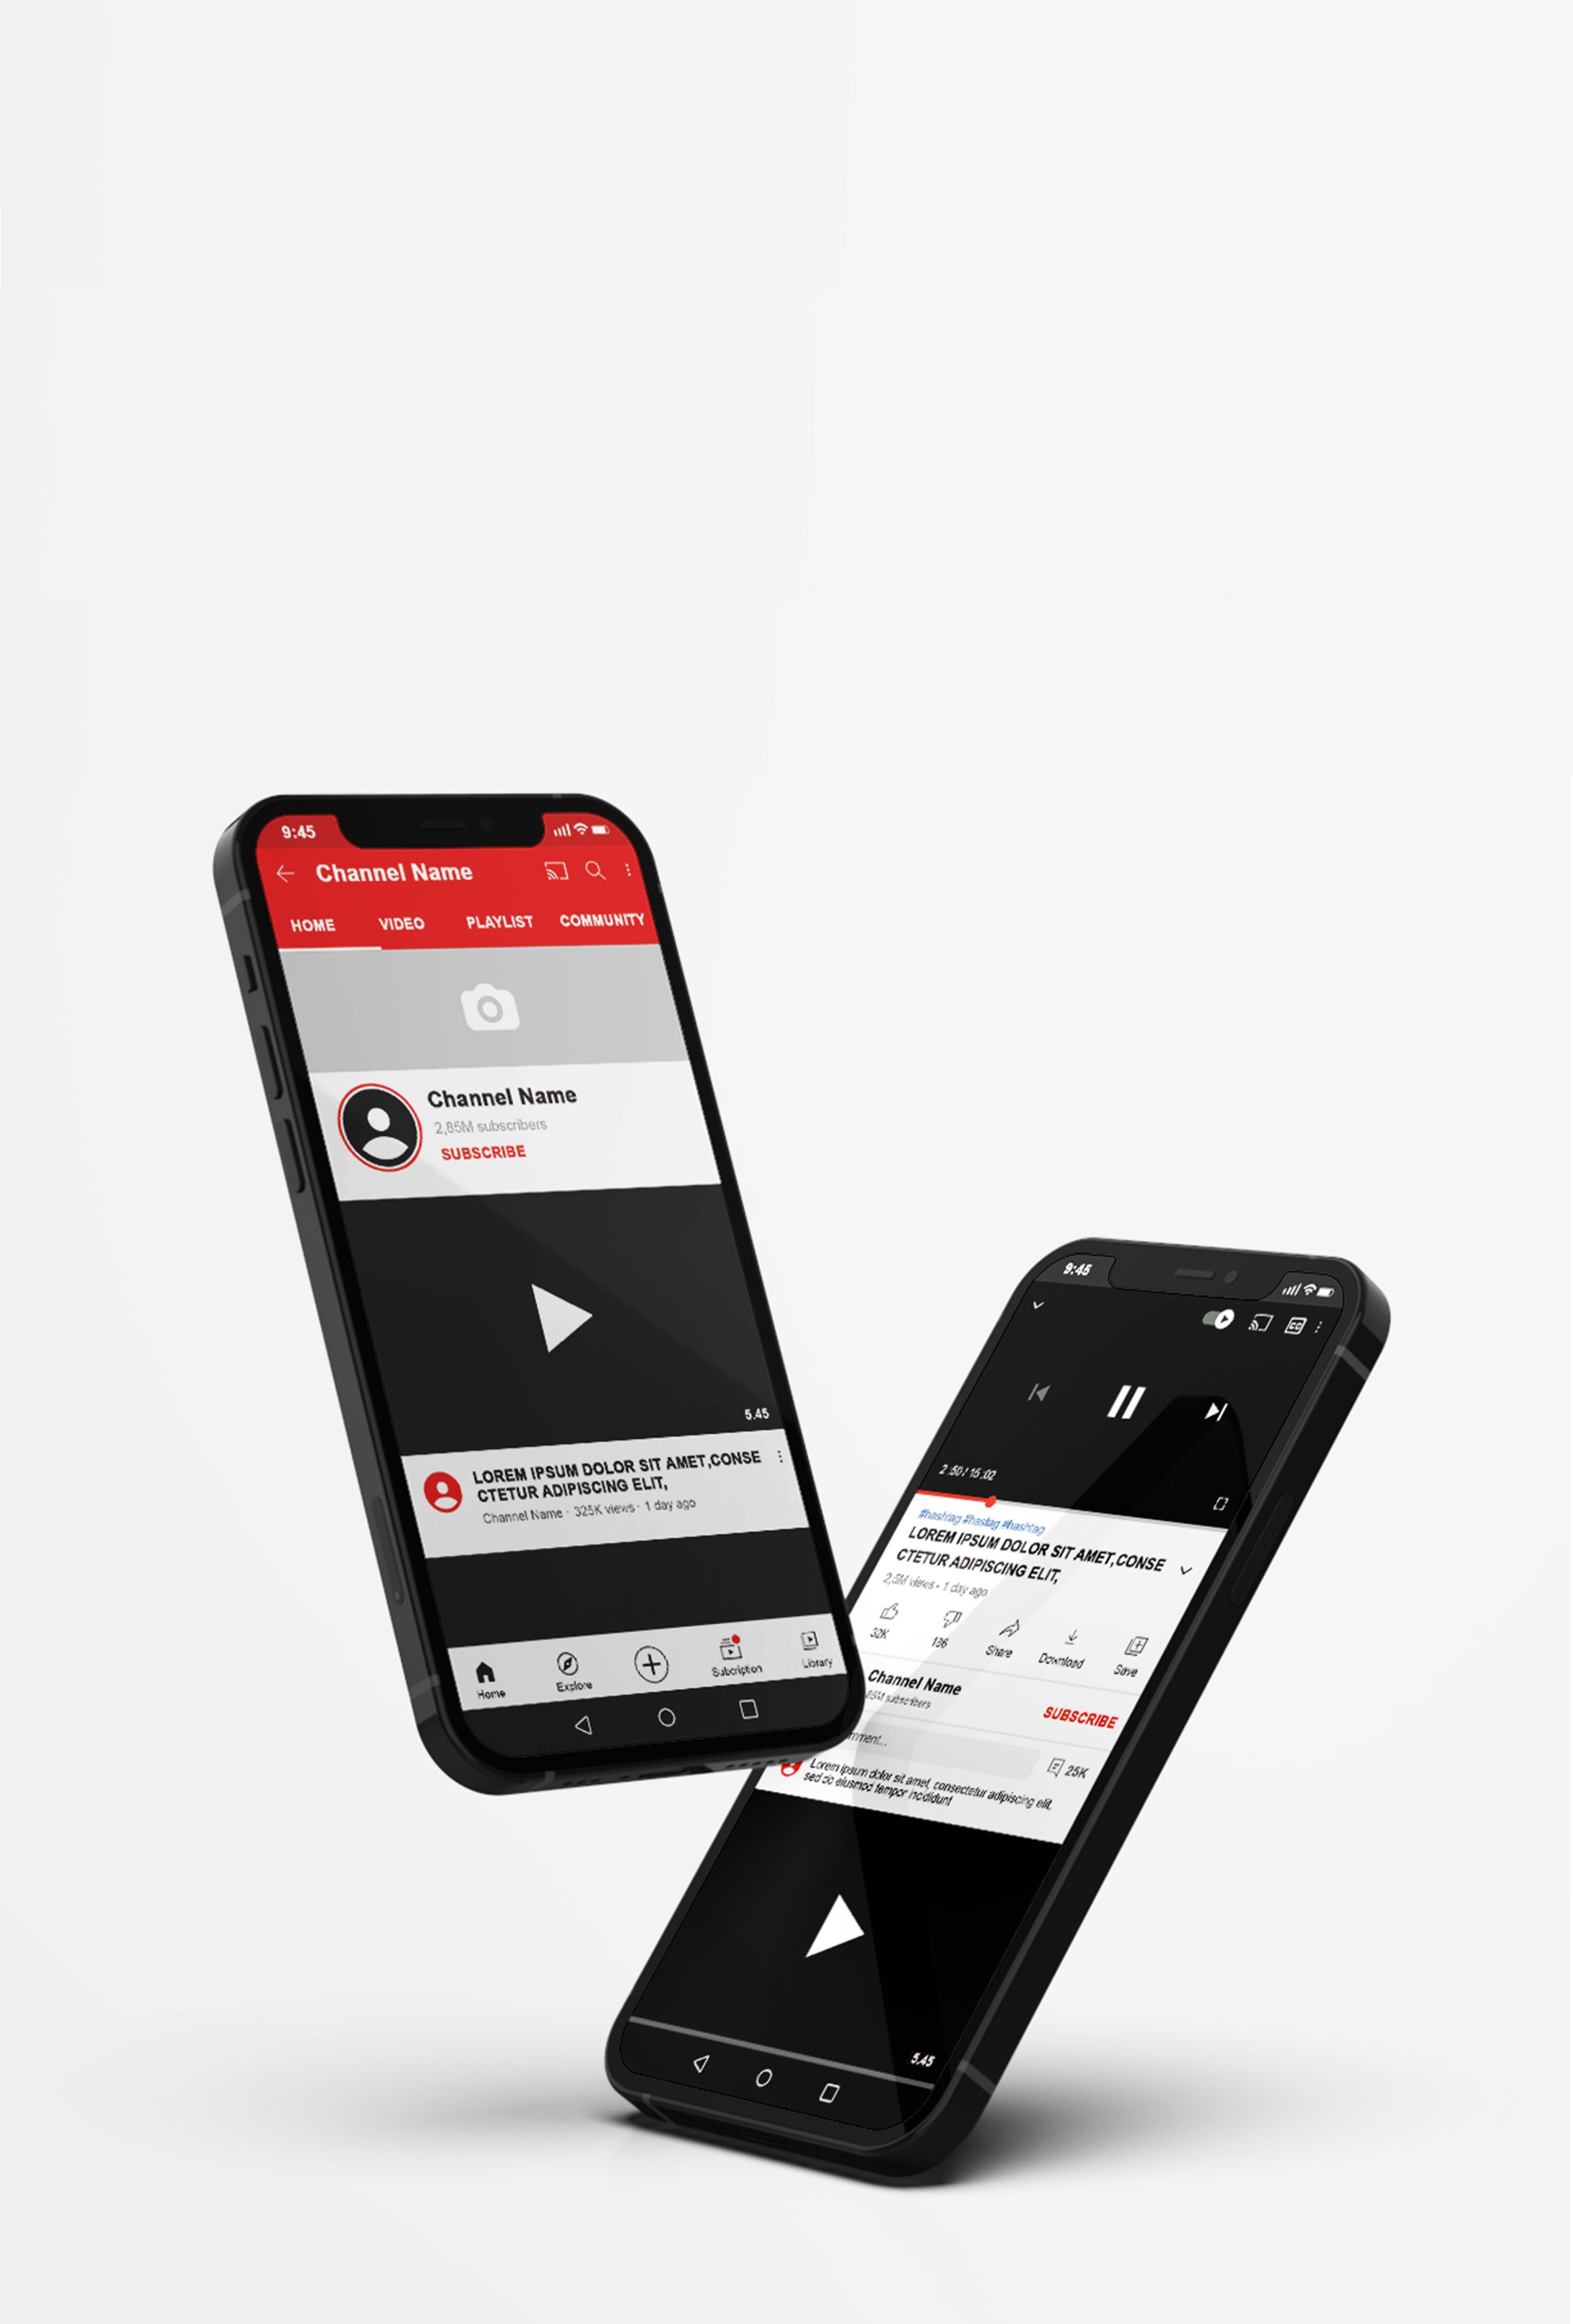 9:45
Channel Name
HOME VIDEO PLAYLIST COMMUNITY
Channel Name
2,85M subscribers
SUBSCRIBE
5.45
LOREM IPSUM DOLOR SIT AMET,CONSE
CTETUR ADIPISCING ELIT,
Channel Name · 325K views · 1 day ago
Home Explore Subcription Library
9:45
CC
2:50/15:02
#hashtag #hastag #hashtag
LOREM IPSUM DOLOR SIT AMET,CONSE
CTETUR ADIPISCING ELIT,
2,5M views • 1 day ago
32K 136 Share Download Save
Channel Name
subscribers
SUBSCRIBE
25K
Lorem ipsum dolor sit amet, consectetur adipiscing elit,
sed do eiusmod tempor incididunt
5.45